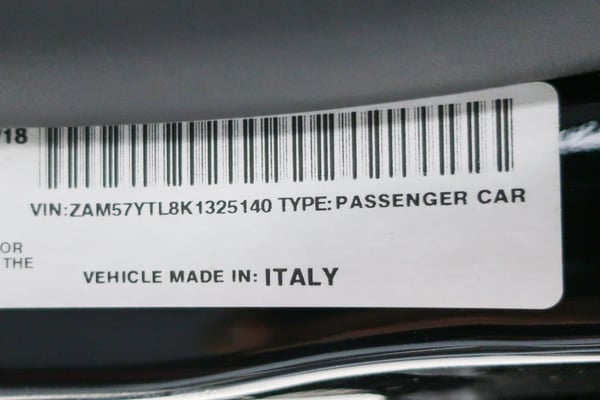 /18
VIN:ZAM57YTL8K1325140 TYPE:PASSENGER CAR
OR
THE
VEHICLE MADE IN: ITALY